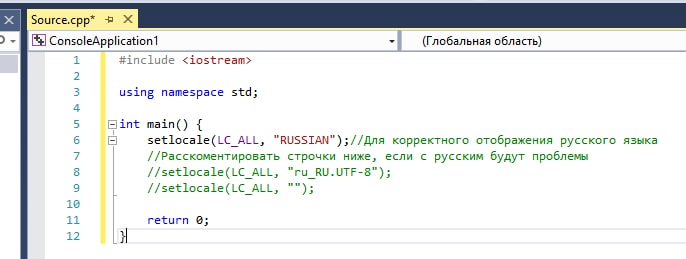 Source.cpp*
ConsoleApplication1 (Глобальная область)
1 #include <iostream>
2
3 using namespace std;
4
5 int main() {
6 setlocale(LC_ALL, "RUSSIAN");//Для корректного отображения русского языка
7 //Расскоментировать строчки ниже, если с русским будут проблемы
8 //setlocale(LC_ALL, "ru_RU.UTF-8");
9 //setlocale(LC_ALL, "");
10
11 return 0;
12 }